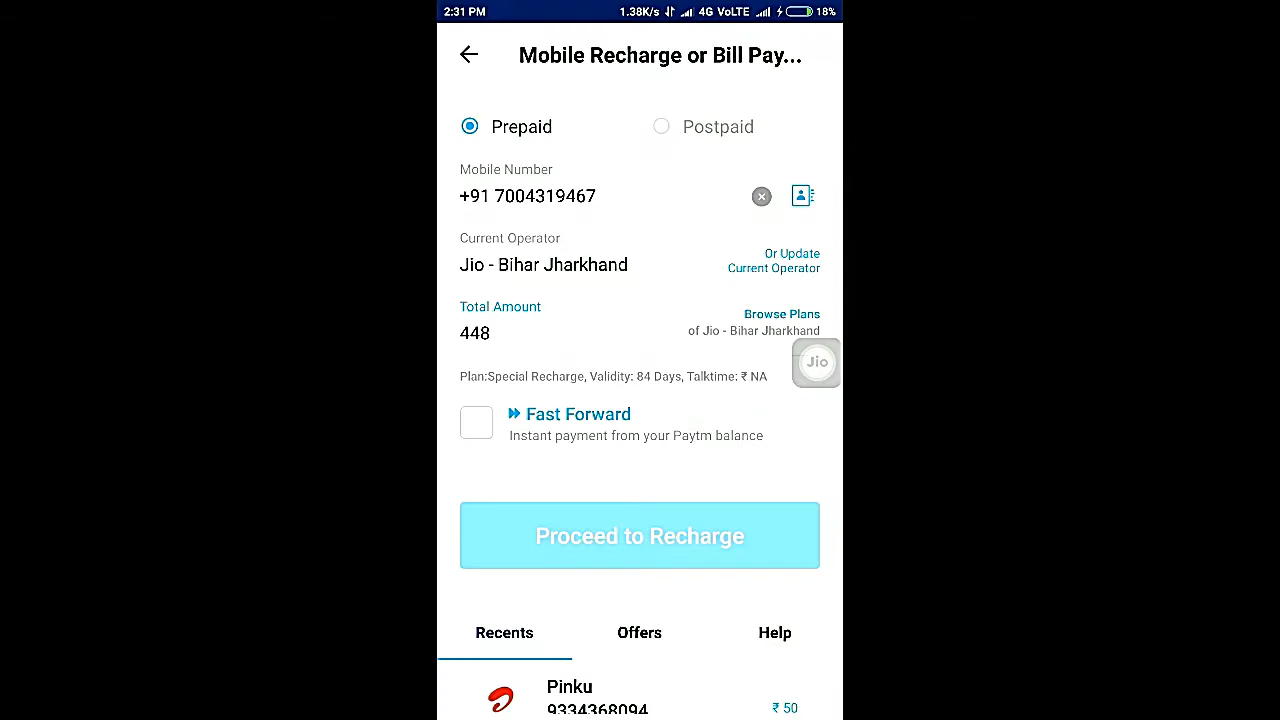 2:31 PM 1.38K/s 4G VoLTE 18%
Mobile Recharge or Bill Pay...
Prepaid Postpaid
Mobile Number
+91 7004319467
Current Operator
Jio - Bihar Jharkhand
Or Update
Current Operator
Total Amount
448
Browse Plans
of Jio - Bihar Jharkhand
Jio
Plan:Special Recharge, Validity: 84 Days, Talktime: ₹ NA
Fast Forward
Instant payment from your Paytm balance
Proceed to Recharge
Recents Offers Help
Pinku
9334368094
₹ 50